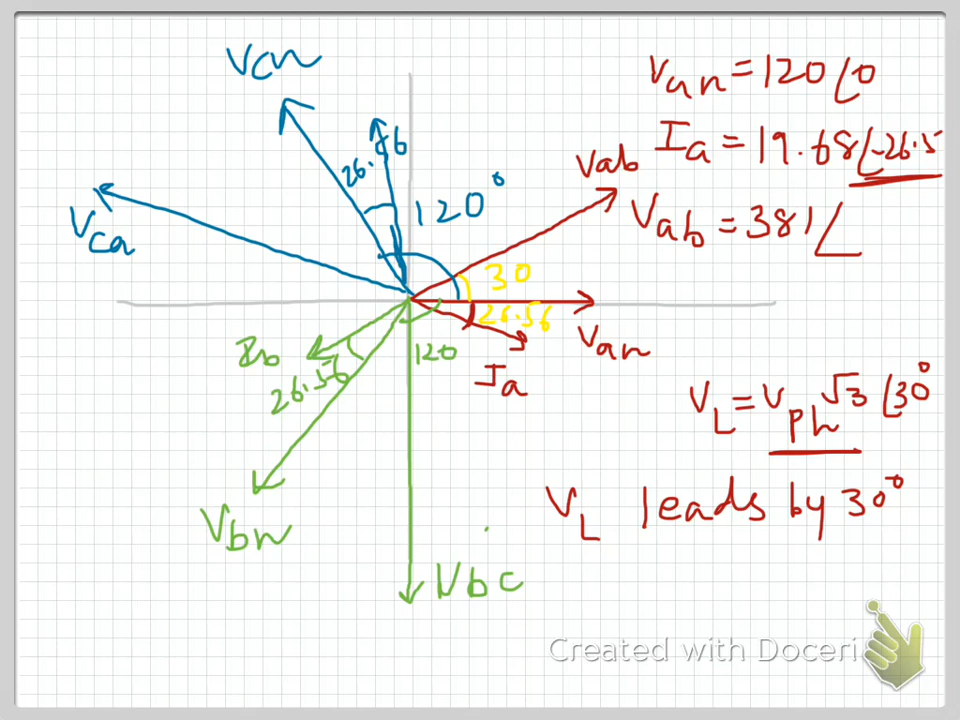 Vcn
Van = 120∠0
26.56
Ia = 19.68∠-26.5
Vab
120°
Vab = 381∠
Vca
30
26.56
Van
120
26.56
Ia
VL = Vph√3 ∠30°
VL leads by 30°
Vbn
Vbc
Created with Doceri